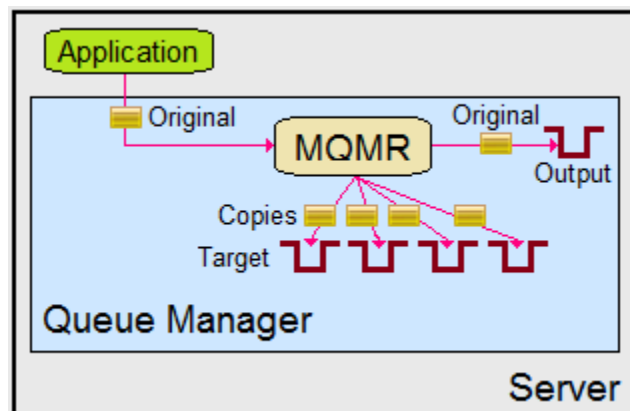 Application
Original
Original
MQMR
Output
Copies
Target
Queue Manager
Server